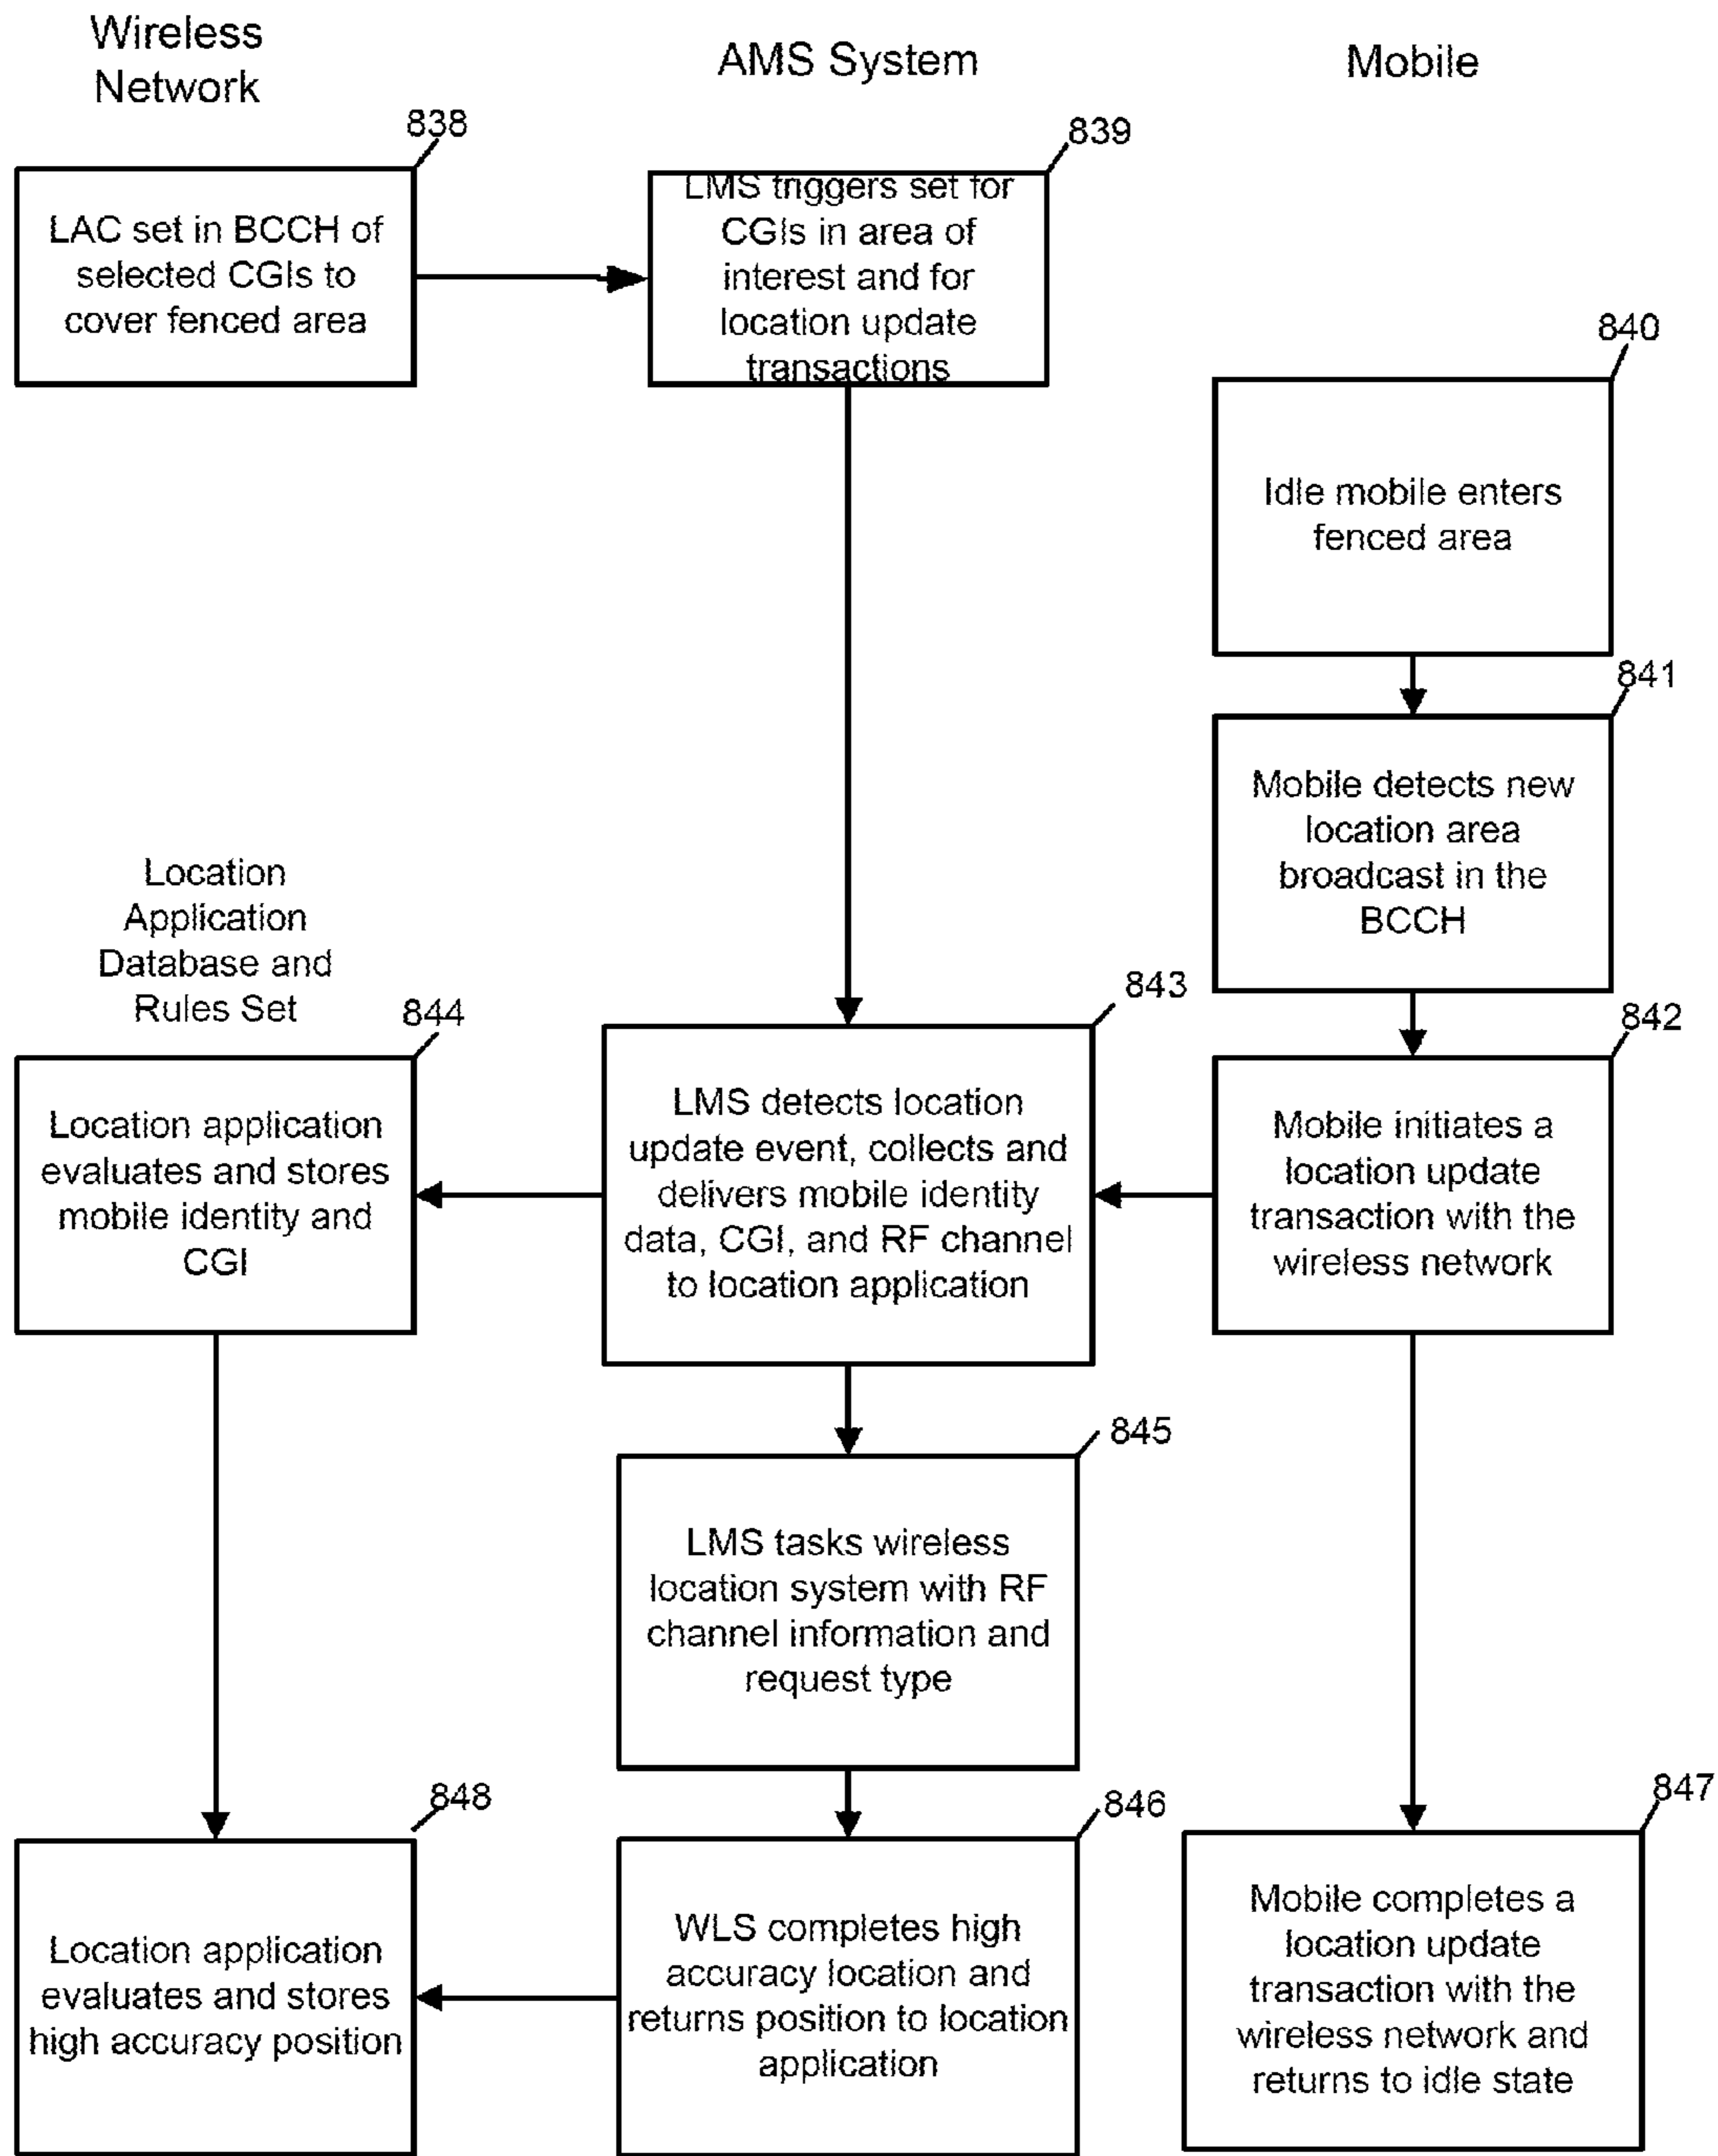 Wireless
Network
AMS System
Mobile
838
LAC set in BCCH of
selected CGIs to
cover fenced area
839
LMS triggers set for
CGIs in area of
interest and for
location update
transactions
840
Idle mobile enters
fenced area
841
Mobile detects new
location area
broadcast in the
BCCH
842
Mobile initiates a
location update
transaction with the
wireless network
843
LMS detects location
update event, collects and
delivers mobile identity
data, CGI, and RF channel
to location application
Location
Application
Database and
Rules Set
844
Location application
evaluates and stores
mobile identity and
CGI
845
LMS tasks wireless
location system with RF
channel information and
request type
846
WLS completes high
accuracy location and
returns position to location
application
847
Mobile completes a
location update
transaction with the
wireless network and
returns to idle state
848
Location application
evaluates and stores
high accuracy position